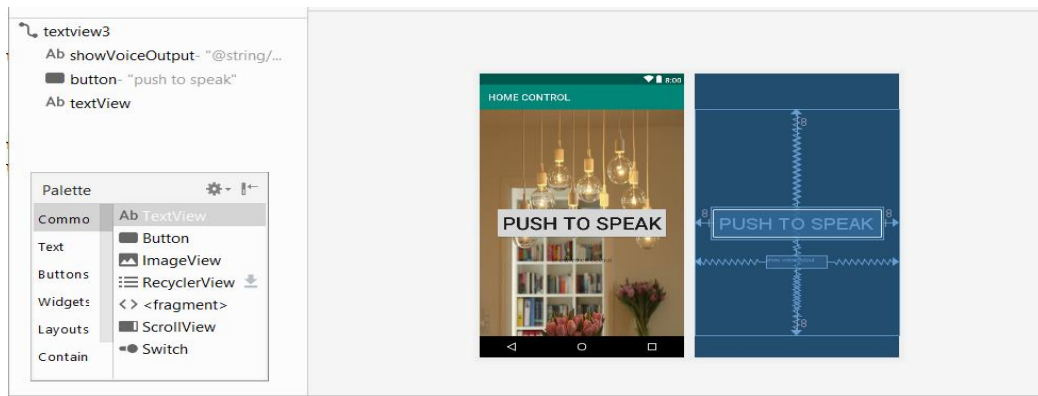 textview3
Ab showVoiceOutput- "@string/...
button- "push to speak"
Ab textView
Palette
Commo
Text
Buttons
Widgets
Layouts
Contain
Ab TextView
Button
ImageView
RecyclerView
<> <fragment>
ScrollView
Switch
8:00
HOME CONTROL
PUSH TO SPEAK
8
8
PUSH TO SPEAK
8
8